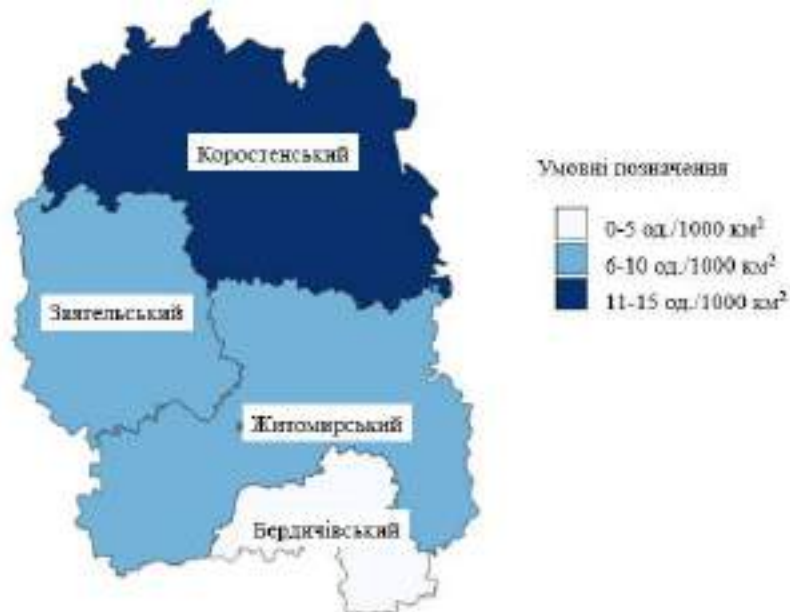 Коростенський
Умовні позначення
0-5 од./1000 км²
6-10 од./1000 км²
11-15 од./1000 км²
Звягельський
Житомирський
Бердичівський